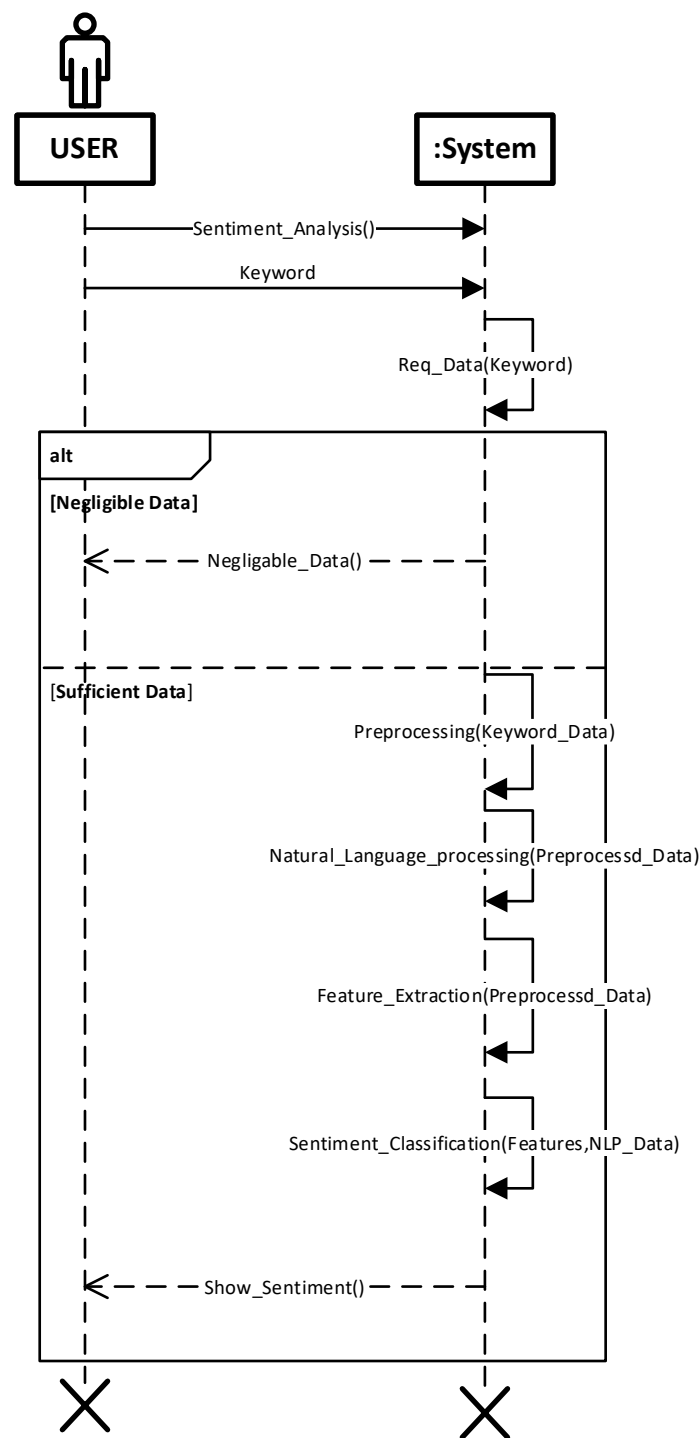 USER
:System
Sentiment_Analysis()
Keyword
Req_Data(Keyword)
alt
[Negligible Data]
Negligable_Data()
[Sufficient Data]
Preprocessing(Keyword_Data)
Natural_Language_processing(Preprocessd_Data)
Feature_Extraction(Preprocessd_Data)
Sentiment_Classification(Features,NLP_Data)
Show_Sentiment()